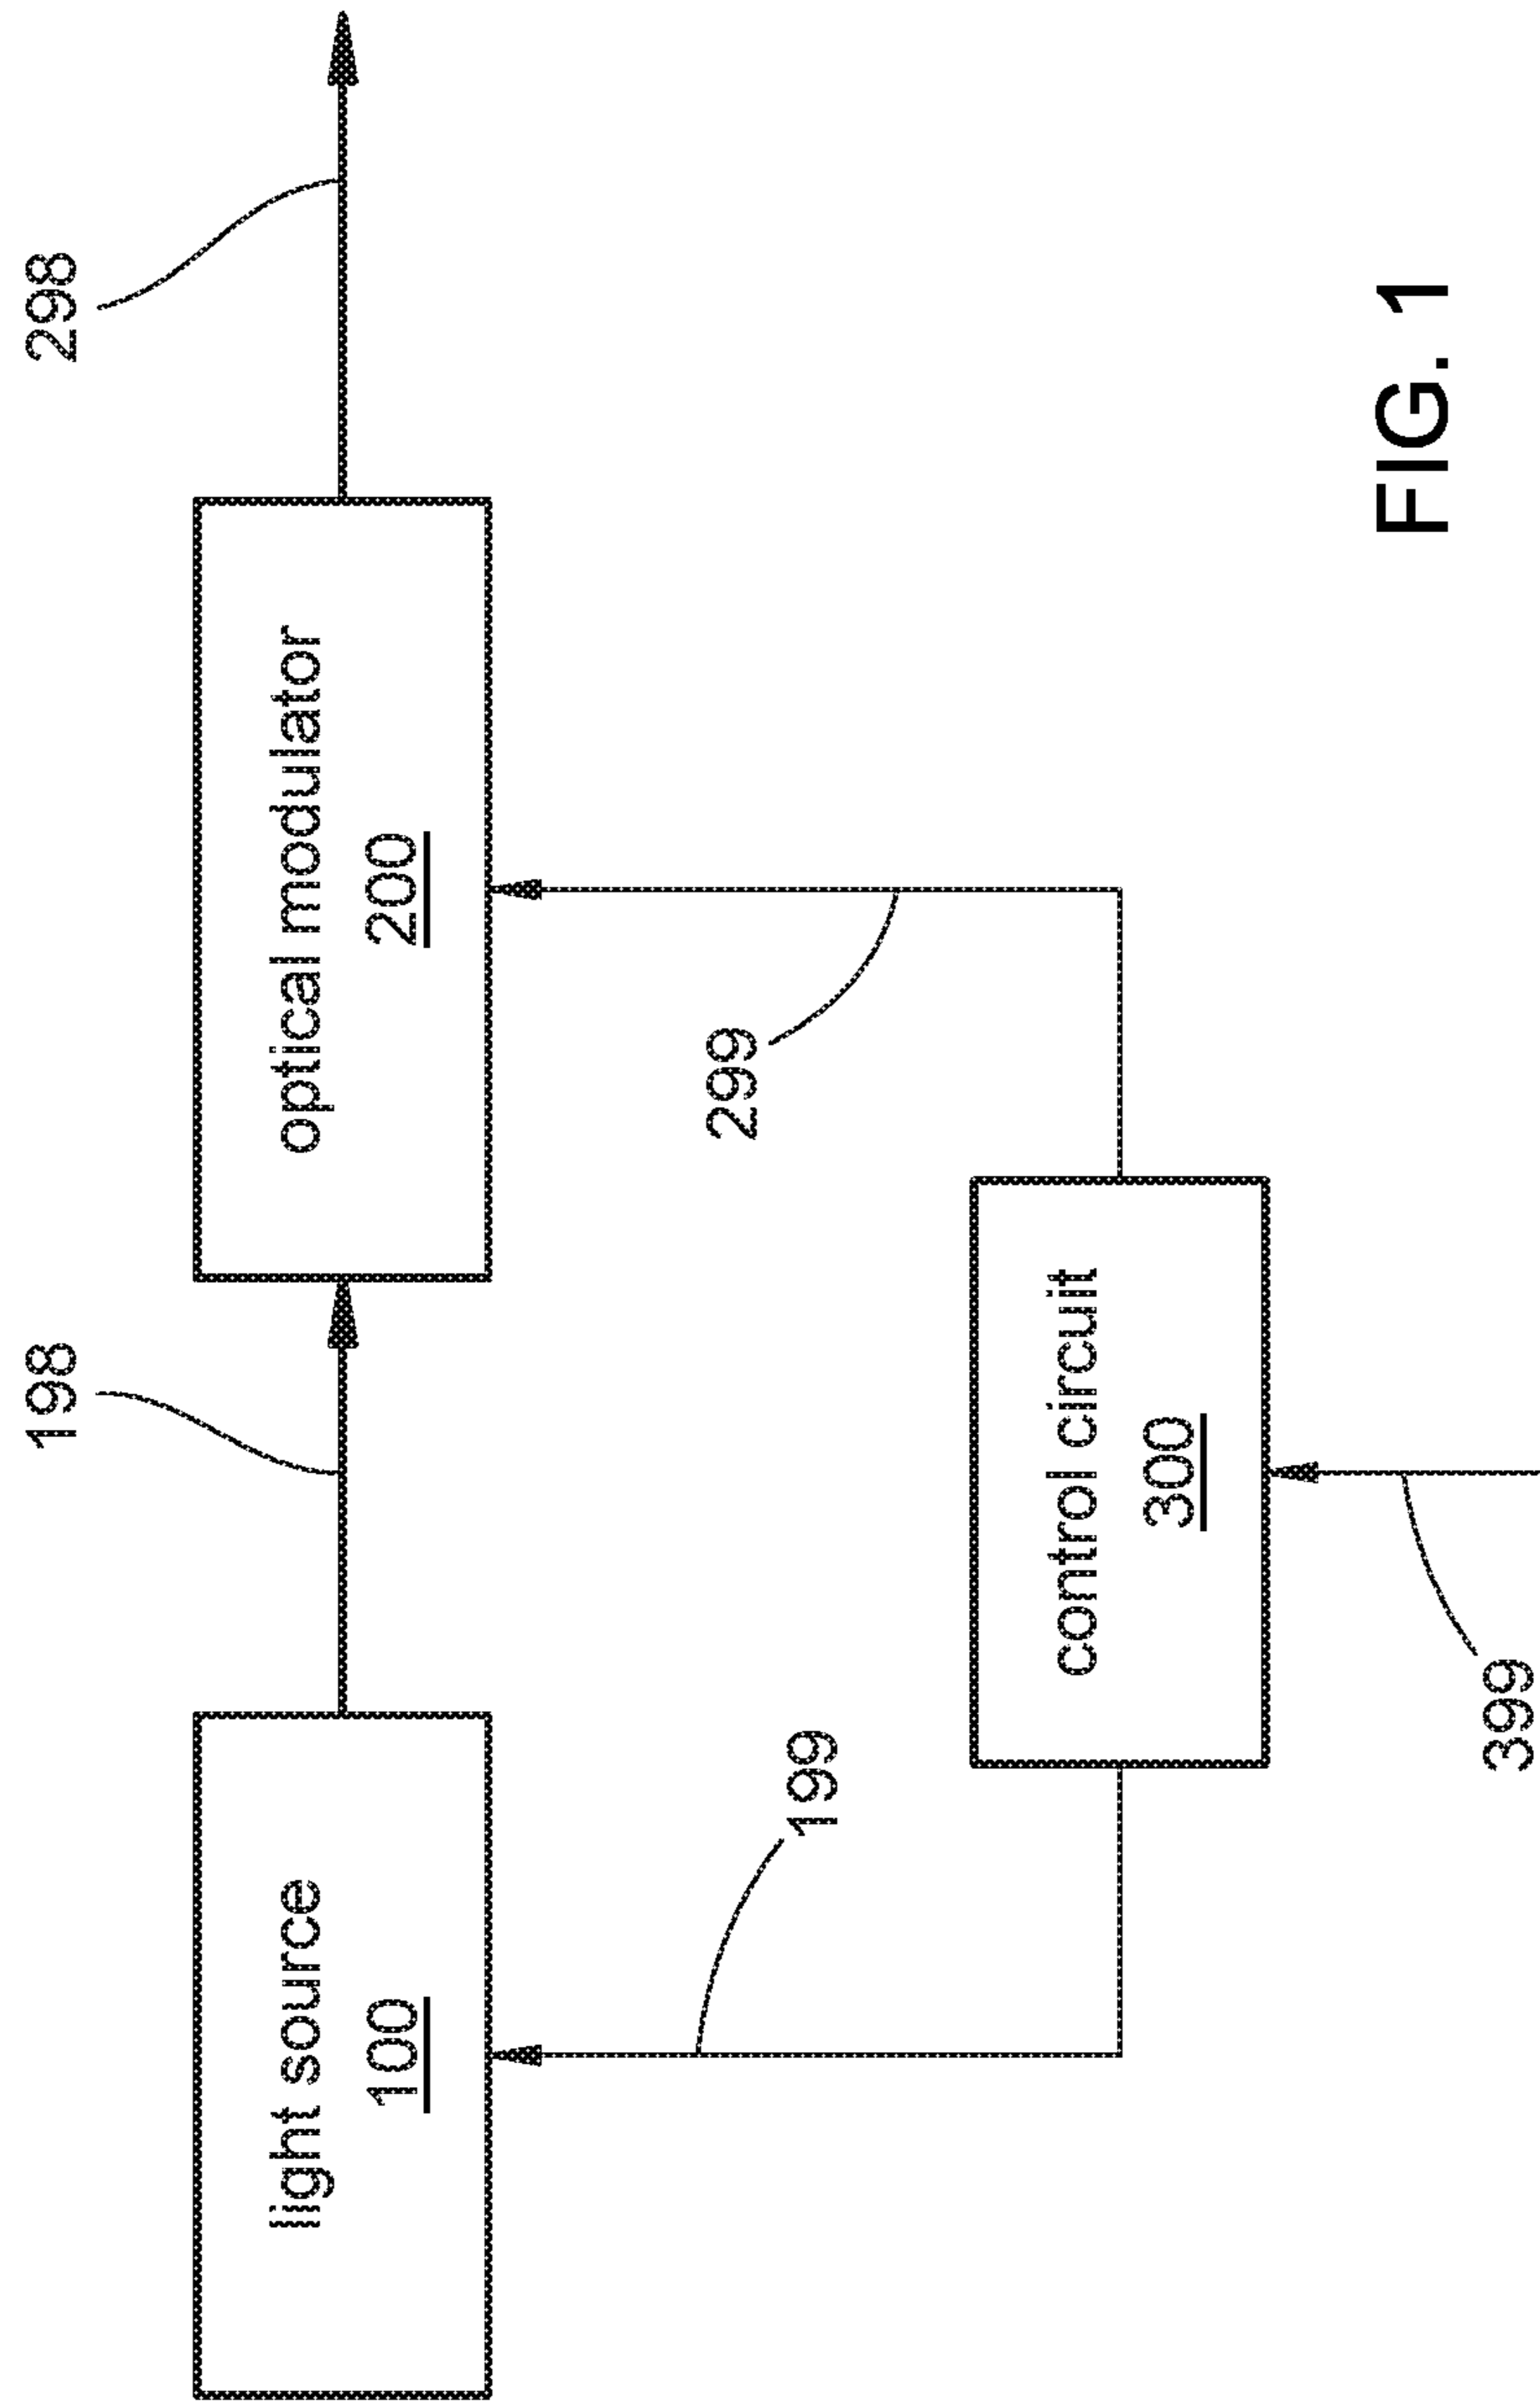 198
298
light source
100
optical modulator
200
199
299
control circuit
300
399
FIG. 1